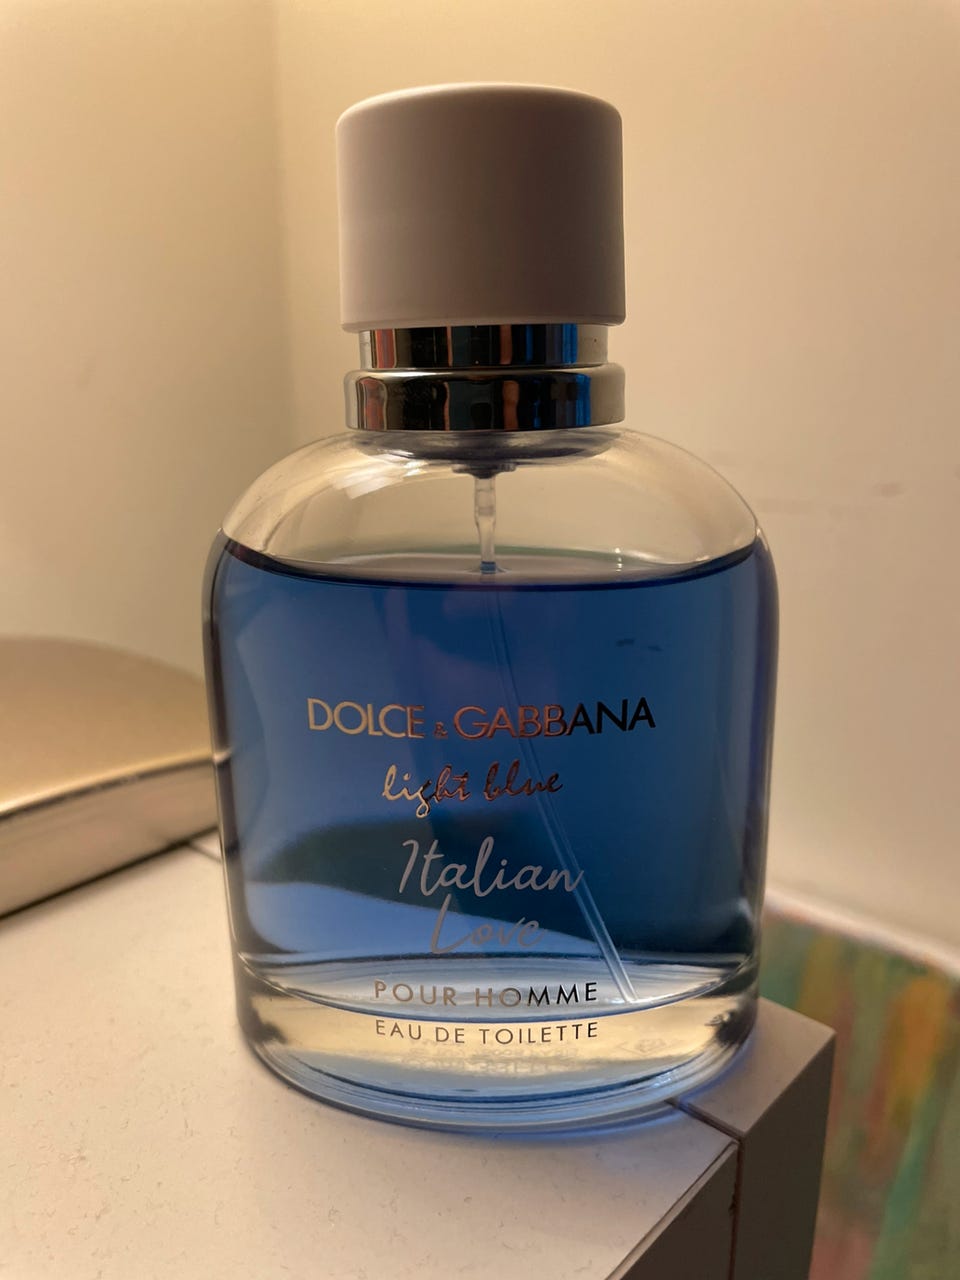 DOLCE & GABBANA
light blue
Italian
Love
POUR HOMME
EAU DE TOILETTE